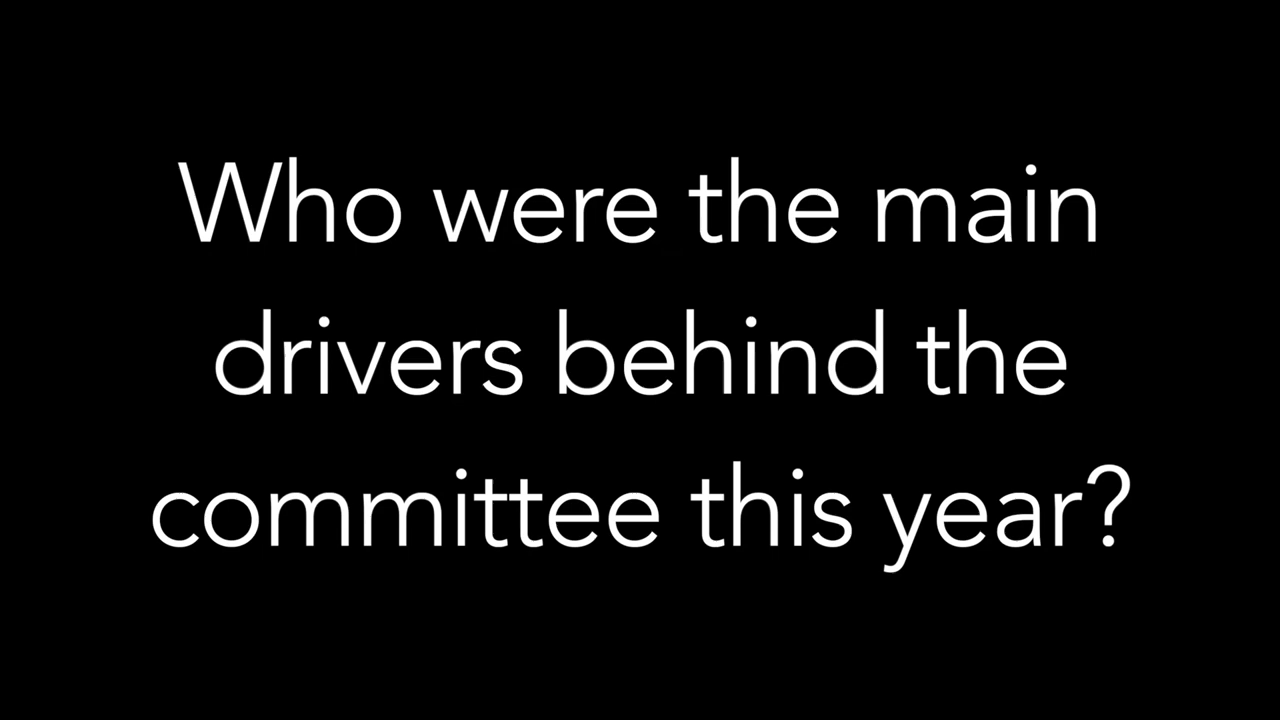 Who were the main
drivers behind the
committee this year?